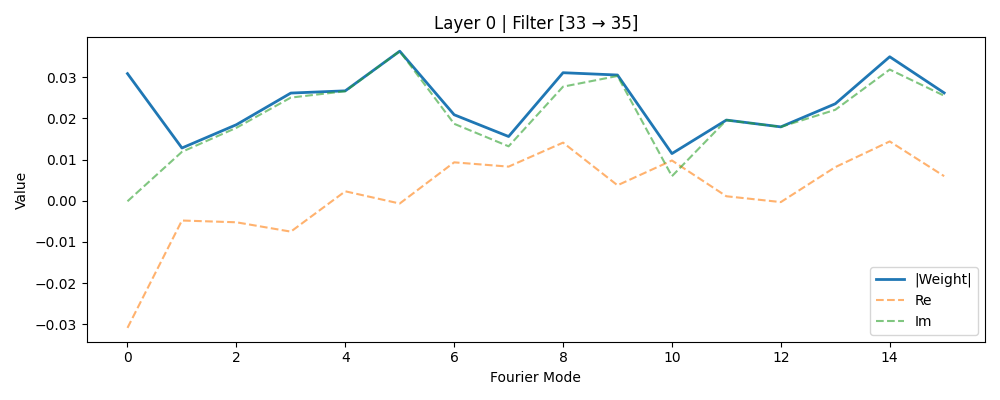 Layer 0 | Filter [33 → 35]
Value
0.03
0.02
0.01
0.00
−0.01
−0.02
−0.03
|Weight|
Re
Im
0 2 4 6 8 10 12 14
Fourier Mode